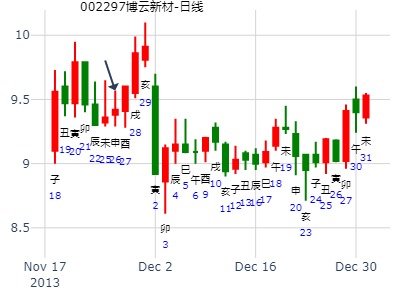 002297博云新材-日线
10
9.5
9
8.5
子
18
丑
19
寅
20
卯
21
辰
22
未
25
申
26
酉
27
戌
28
亥
29
寅
2
卯
3
辰
4
巳
5
午
6
酉
9
戌
10
亥
11
子
12
丑
13
辰
16
巳
17
午
18
未
19
申
20
亥
23
子
24
丑
25
寅
26
卯
27
午
30
未
31
Nov 17
2013
Dec 2
Dec 16
Dec 30